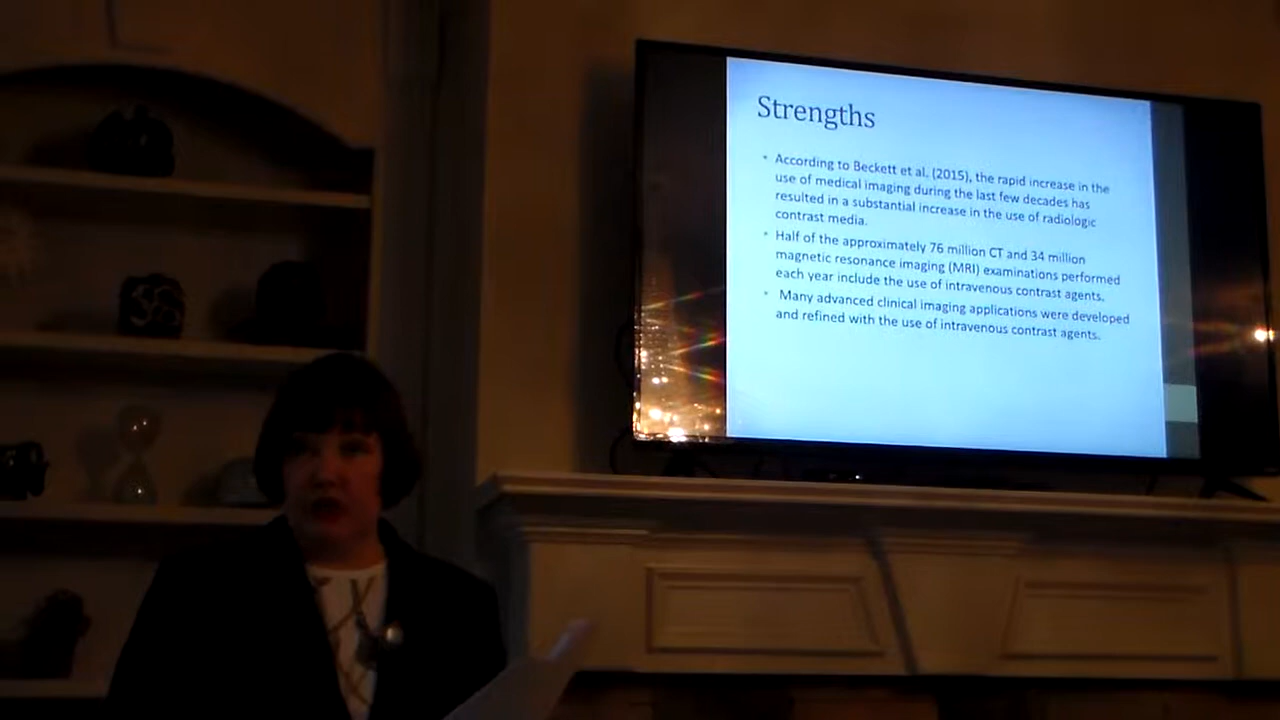 Strengths
According to Beckett et al. (2015), the rapid increase in the
use of medical imaging during the last few decades has
resulted in a substantial increase in the use of radiologic
contrast media.
Half of the approximately 76 million CT and 34 million
magnetic resonance imaging (MRI) examinations performed
each year include the use of intravenous contrast agents.
Many advanced clinical imaging applications were developed
and refined with the use of intravenous contrast agents.